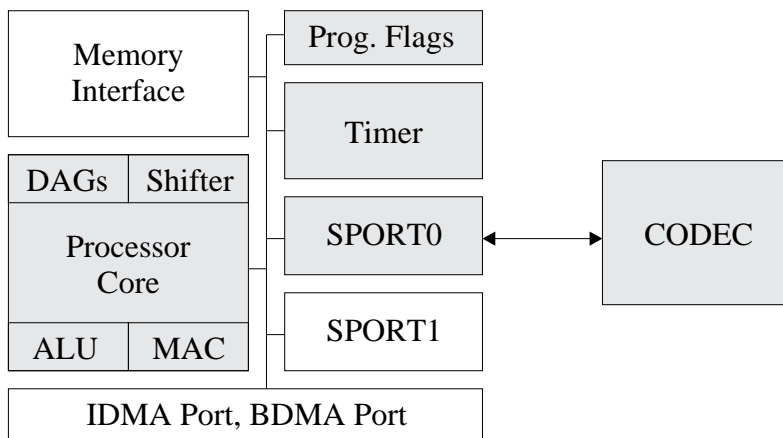 Memory
Interface
Prog. Flags
Timer
DAGs
Shifter
Processor
Core
ALU
MAC
SPORT0
CODEC
SPORT1
IDMA Port, BDMA Port